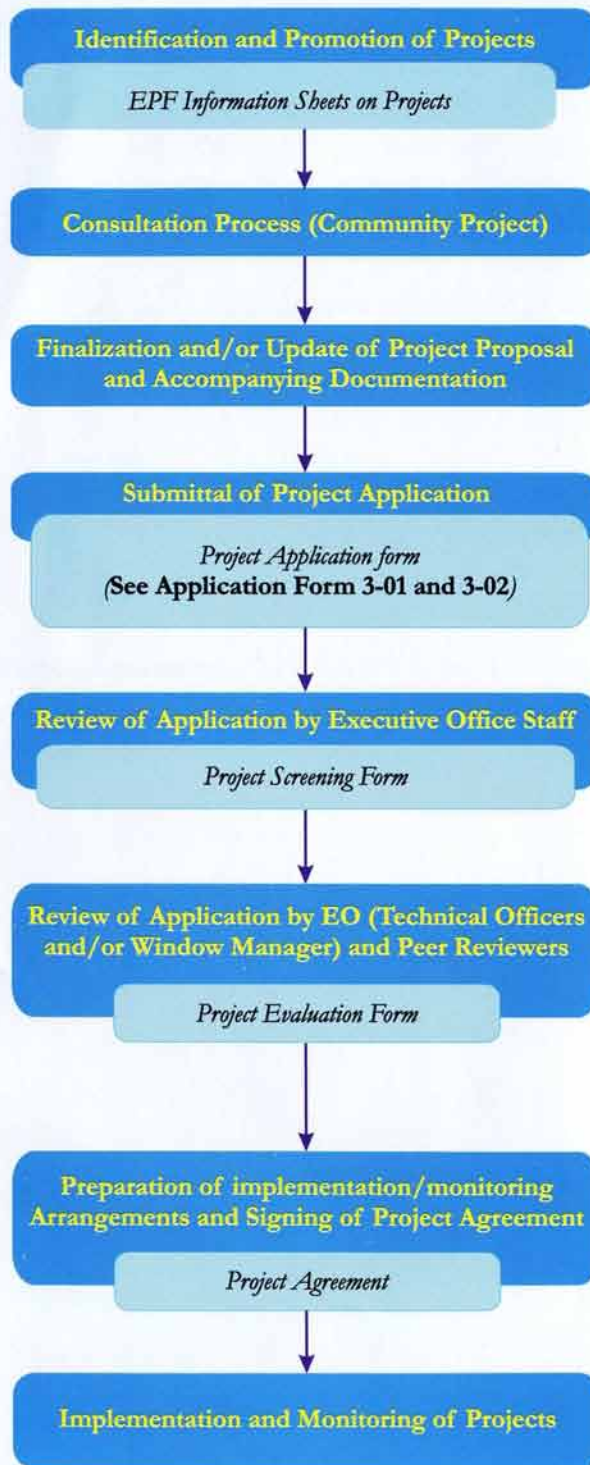 Identification and Promotion of Projects
EPF Information Sheets on Projects
Consultation Process (Community Project)
Finalization and/or Update of Project Proposal
and Accompanying Documentation
Submittal of Project Application
Project Application form
(See Application Form 3-01 and 3-02)
Review of Application by Executive Office Staff
Project Screening Form
Review of Application by EO (Technical Officers
and/or Window Manager) and Peer Reviewers
Project Evaluation Form
Preparation of implementation/monitoring
Arrangements and Signing of Project Agreement
Project Agreement
Implementation and Monitoring of Projects